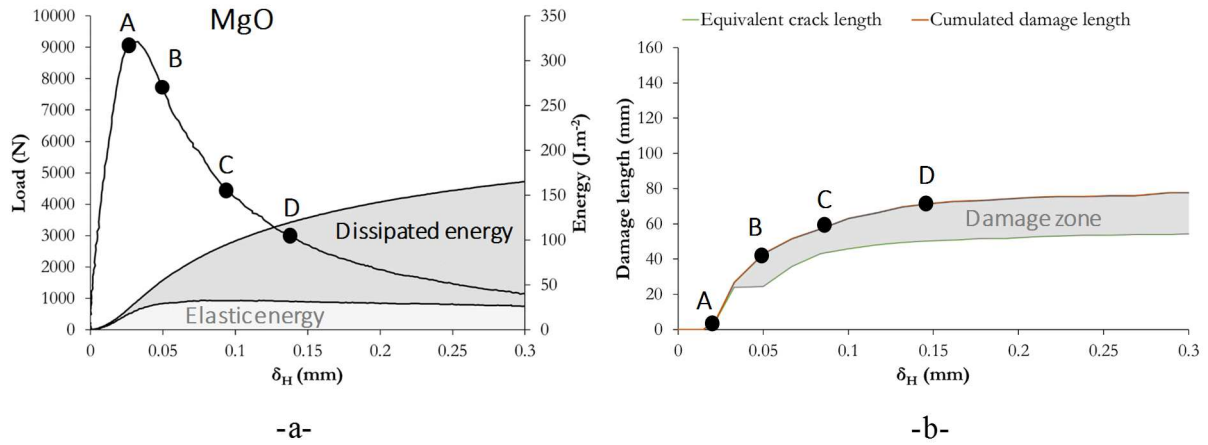 MgO
A
B
C
D
10000
9000
8000
7000
6000
5000
4000
3000
2000
1000
0
Load (N)
350
300
250
200
150
100
50
0
Energy (J.m-2)
Dissipated energy
Elastic energy
0
0.05
0.1
0.15
0.2
0.25
0.3
δH (mm)
-a-
Equivalent crack length
Cumulated damage length
160
140
120
100
80
60
40
20
0
Damage length (mm)
A
B
C
D
Damage zone
0
0.05
0.1
0.15
0.2
0.25
0.3
δH (mm)
-b-